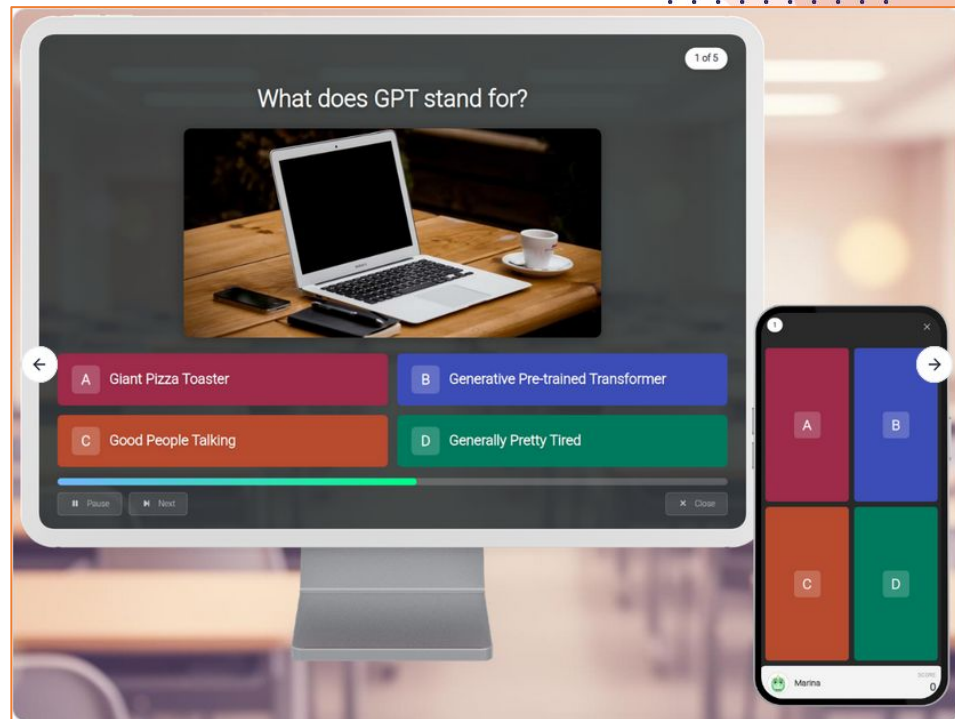 1 of 5
What does GPT stand for?
A Giant Pizza Toaster
B Generative Pre-trained Transformer
C Good People Talking
D Generally Pretty Tired
Pause Next Close
1
A B
C D
Marina
SCORE
0